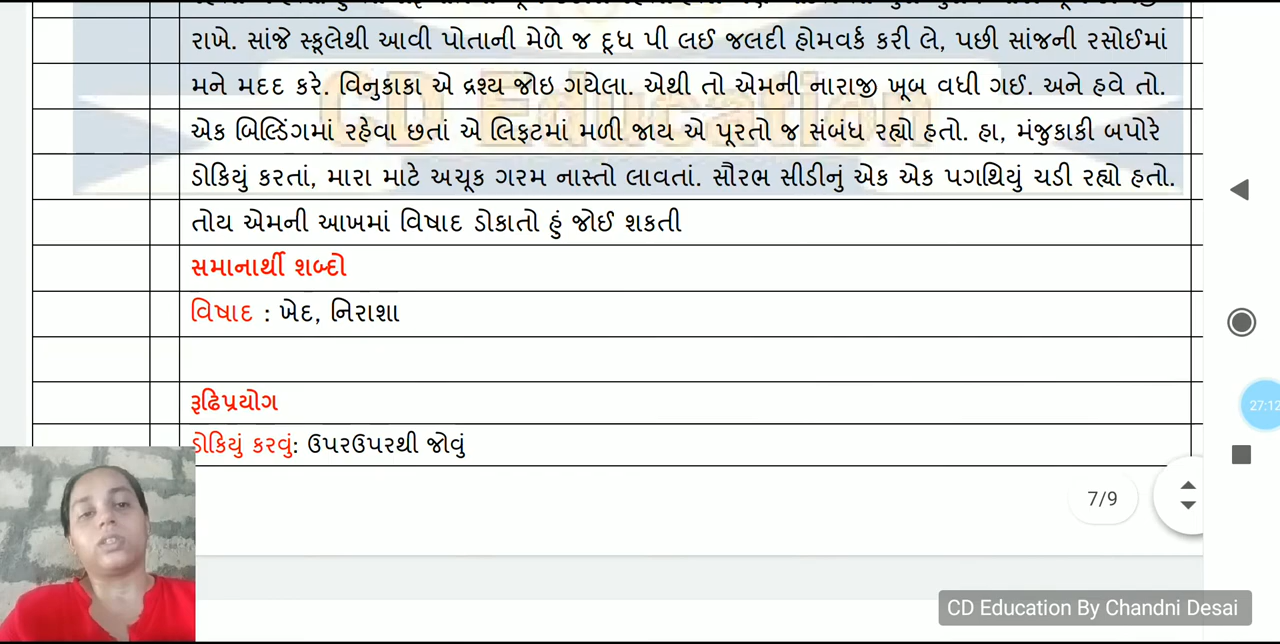 રાખે. સાંજે સ્કૂલેથી આવી પોતાની મેળે જ દૂધ પી લઈ જલદી હોમવર્ક કરી લે, પછી સાંજની રસોઈમાં
મને મદદ કરે. વિનુકાકા એ દ્રશ્ય જોઇ ગયેલા. એથી તો એમની નારાજી ખૂબ વધી ગઈ. અને હવે તો.
એક બિલ્ડિંગમાં રહેવા છતાં એ લિફ્ટમાં મળી જાય એ પૂરતો જ સંબંધ રહ્યો હતો. હા, મંજુકાકી બપોરે
ડોકિયું કરતાં, મારા માટે અચૂક ગરમ નાસ્તો લાવતાં. સૌરભ સીડીનું એક એક પગથિયું ચડી રહ્યો હતો.
તોય એમની આખમાં વિષાદ ડોકાતો હું જોઈ શકતી
સમાનાર્થી શબ્દો
વિષાદ : ખેદ, નિરાશા
રૂઢિપ્રયોગ
ડોકિયું કરવું: ઉપરઉપરથી જોવું
CD Education
27:12
7/9
CD Education By Chandni Desai